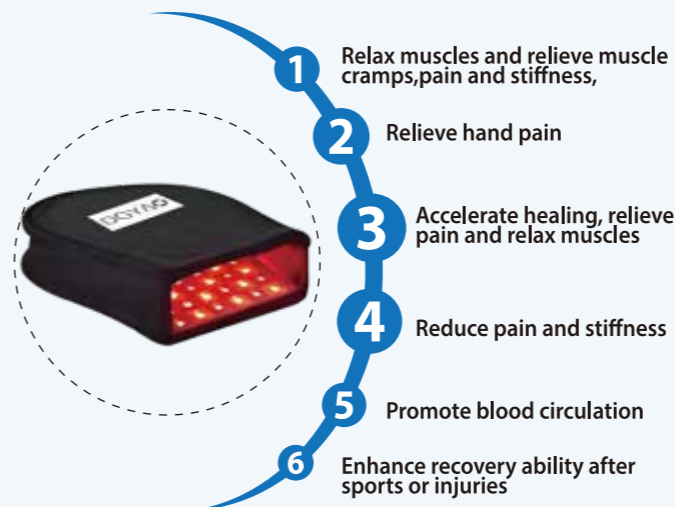 1
Relax muscles and relieve muscle
cramps,pain and stiffness,
2
Relieve hand pain
DGYAO
3
Accelerate healing, relieve
pain and relax muscles
4
Reduce pain and stiffness
5
Promote blood circulation
6
Enhance recovery ability after
sports or injuries